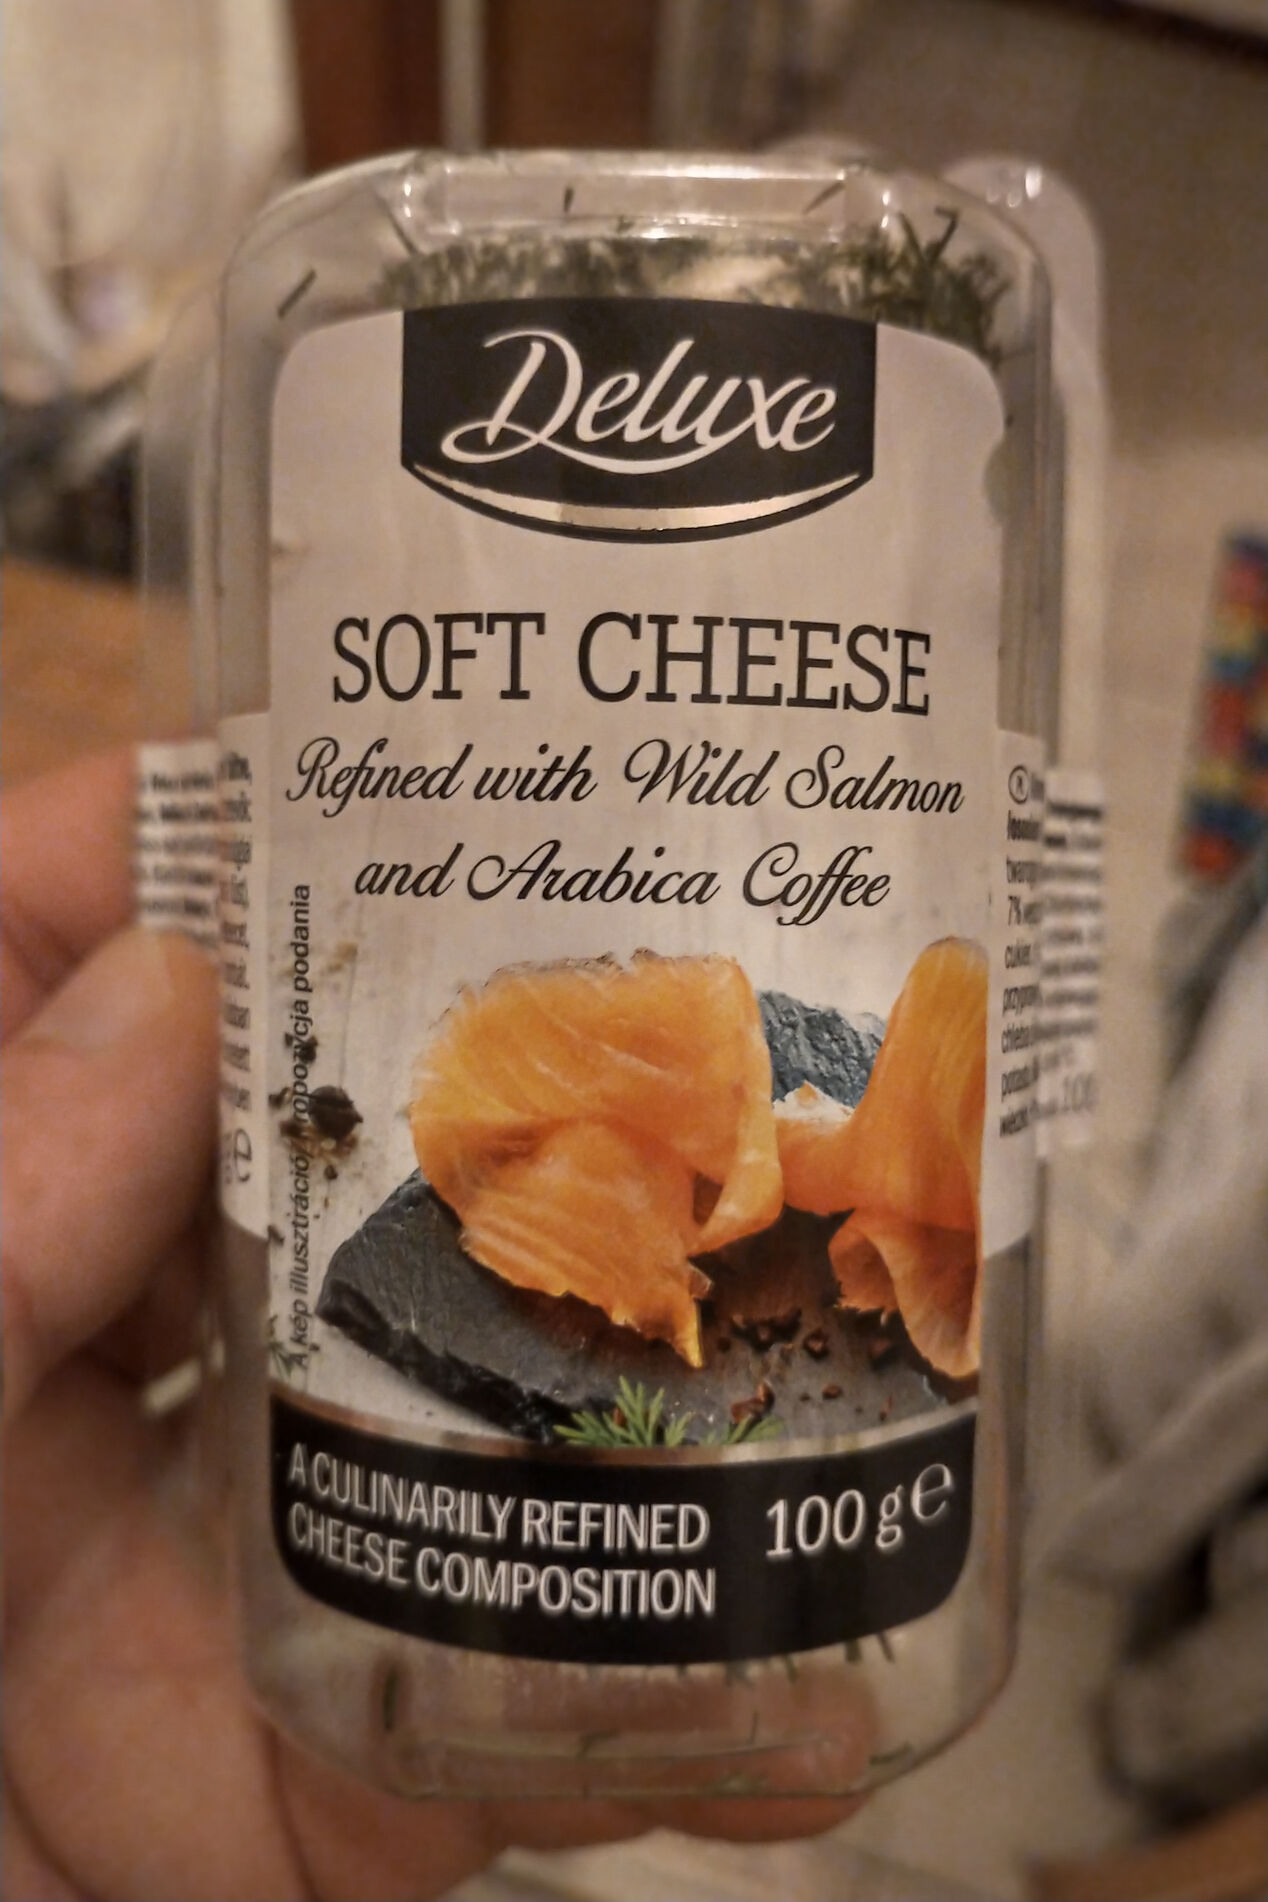 Deluxe
SOFT CHEESE
Refined with Wild Salmon
and Arabica Coffee
A kép illusztráció/Propozycja podania
A CULINARILY REFINED
CHEESE COMPOSITION
100 g e